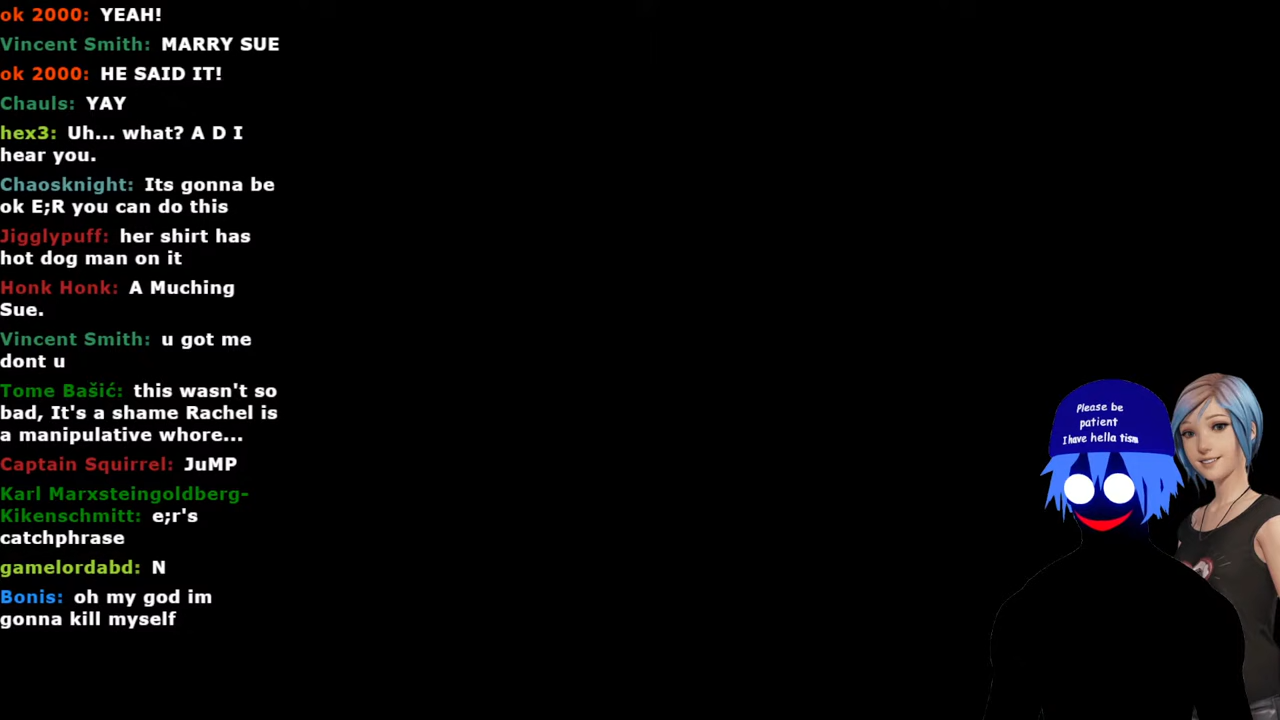 ok 2000: YEAH!
Vincent Smith: MARRY SUE
ok 2000: HE SAID IT!
Chauls: YAY
hex3: Uh... what? A D I
hear you.
Chaosknight: Its gonna be
ok E;R you can do this
Jigglypuff: her shirt has
hot dog man on it
Honk Honk: A Muching
Sue.
Vincent Smith: u got me
dont u
Tome Bašić: this wasn't so
bad, It's a shame Rachel is
a manipulative whore...
Captain Squirrel: JuMP
Karl Marxsteingoldberg-
Kikenschmitt: e;r's
catchphrase
gamelordabd: N
Bonis: oh my god im
gonna kill myself
Please be
patient
I have hella tism